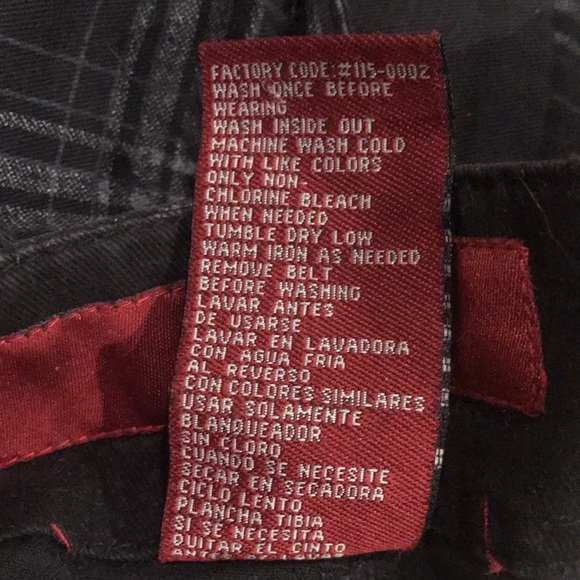 FACTORY CODE:#115-0002
WASH ONCE BEFORE
WEARING
WASH INSIDE OUT
MACHINE WASH COLD
WITH LIKE COLORS
ONLY NON-
CHLORINE BLEACH
WHEN NEEDED
TUMBLE DRY LOW
WARM IRON AS NEEDED
REMOVE BELT
BEFORE WASHING
LAVAR ANTES
DE USARSE
LAVAR EN LAVADORA
CON AGUA FRIA
AL REVERSO
CON COLORES SIMILARES
USAR SOLAMENTE
BLANQUEADOR
SIN CLORO
CUANDO SE NECESITE
SECAR EN SECADORA
CICLO LENTO
PLANCHA TIBIA
SI SE NECESITA
QUITAR EL CINTO
ANTES DE LAVAR